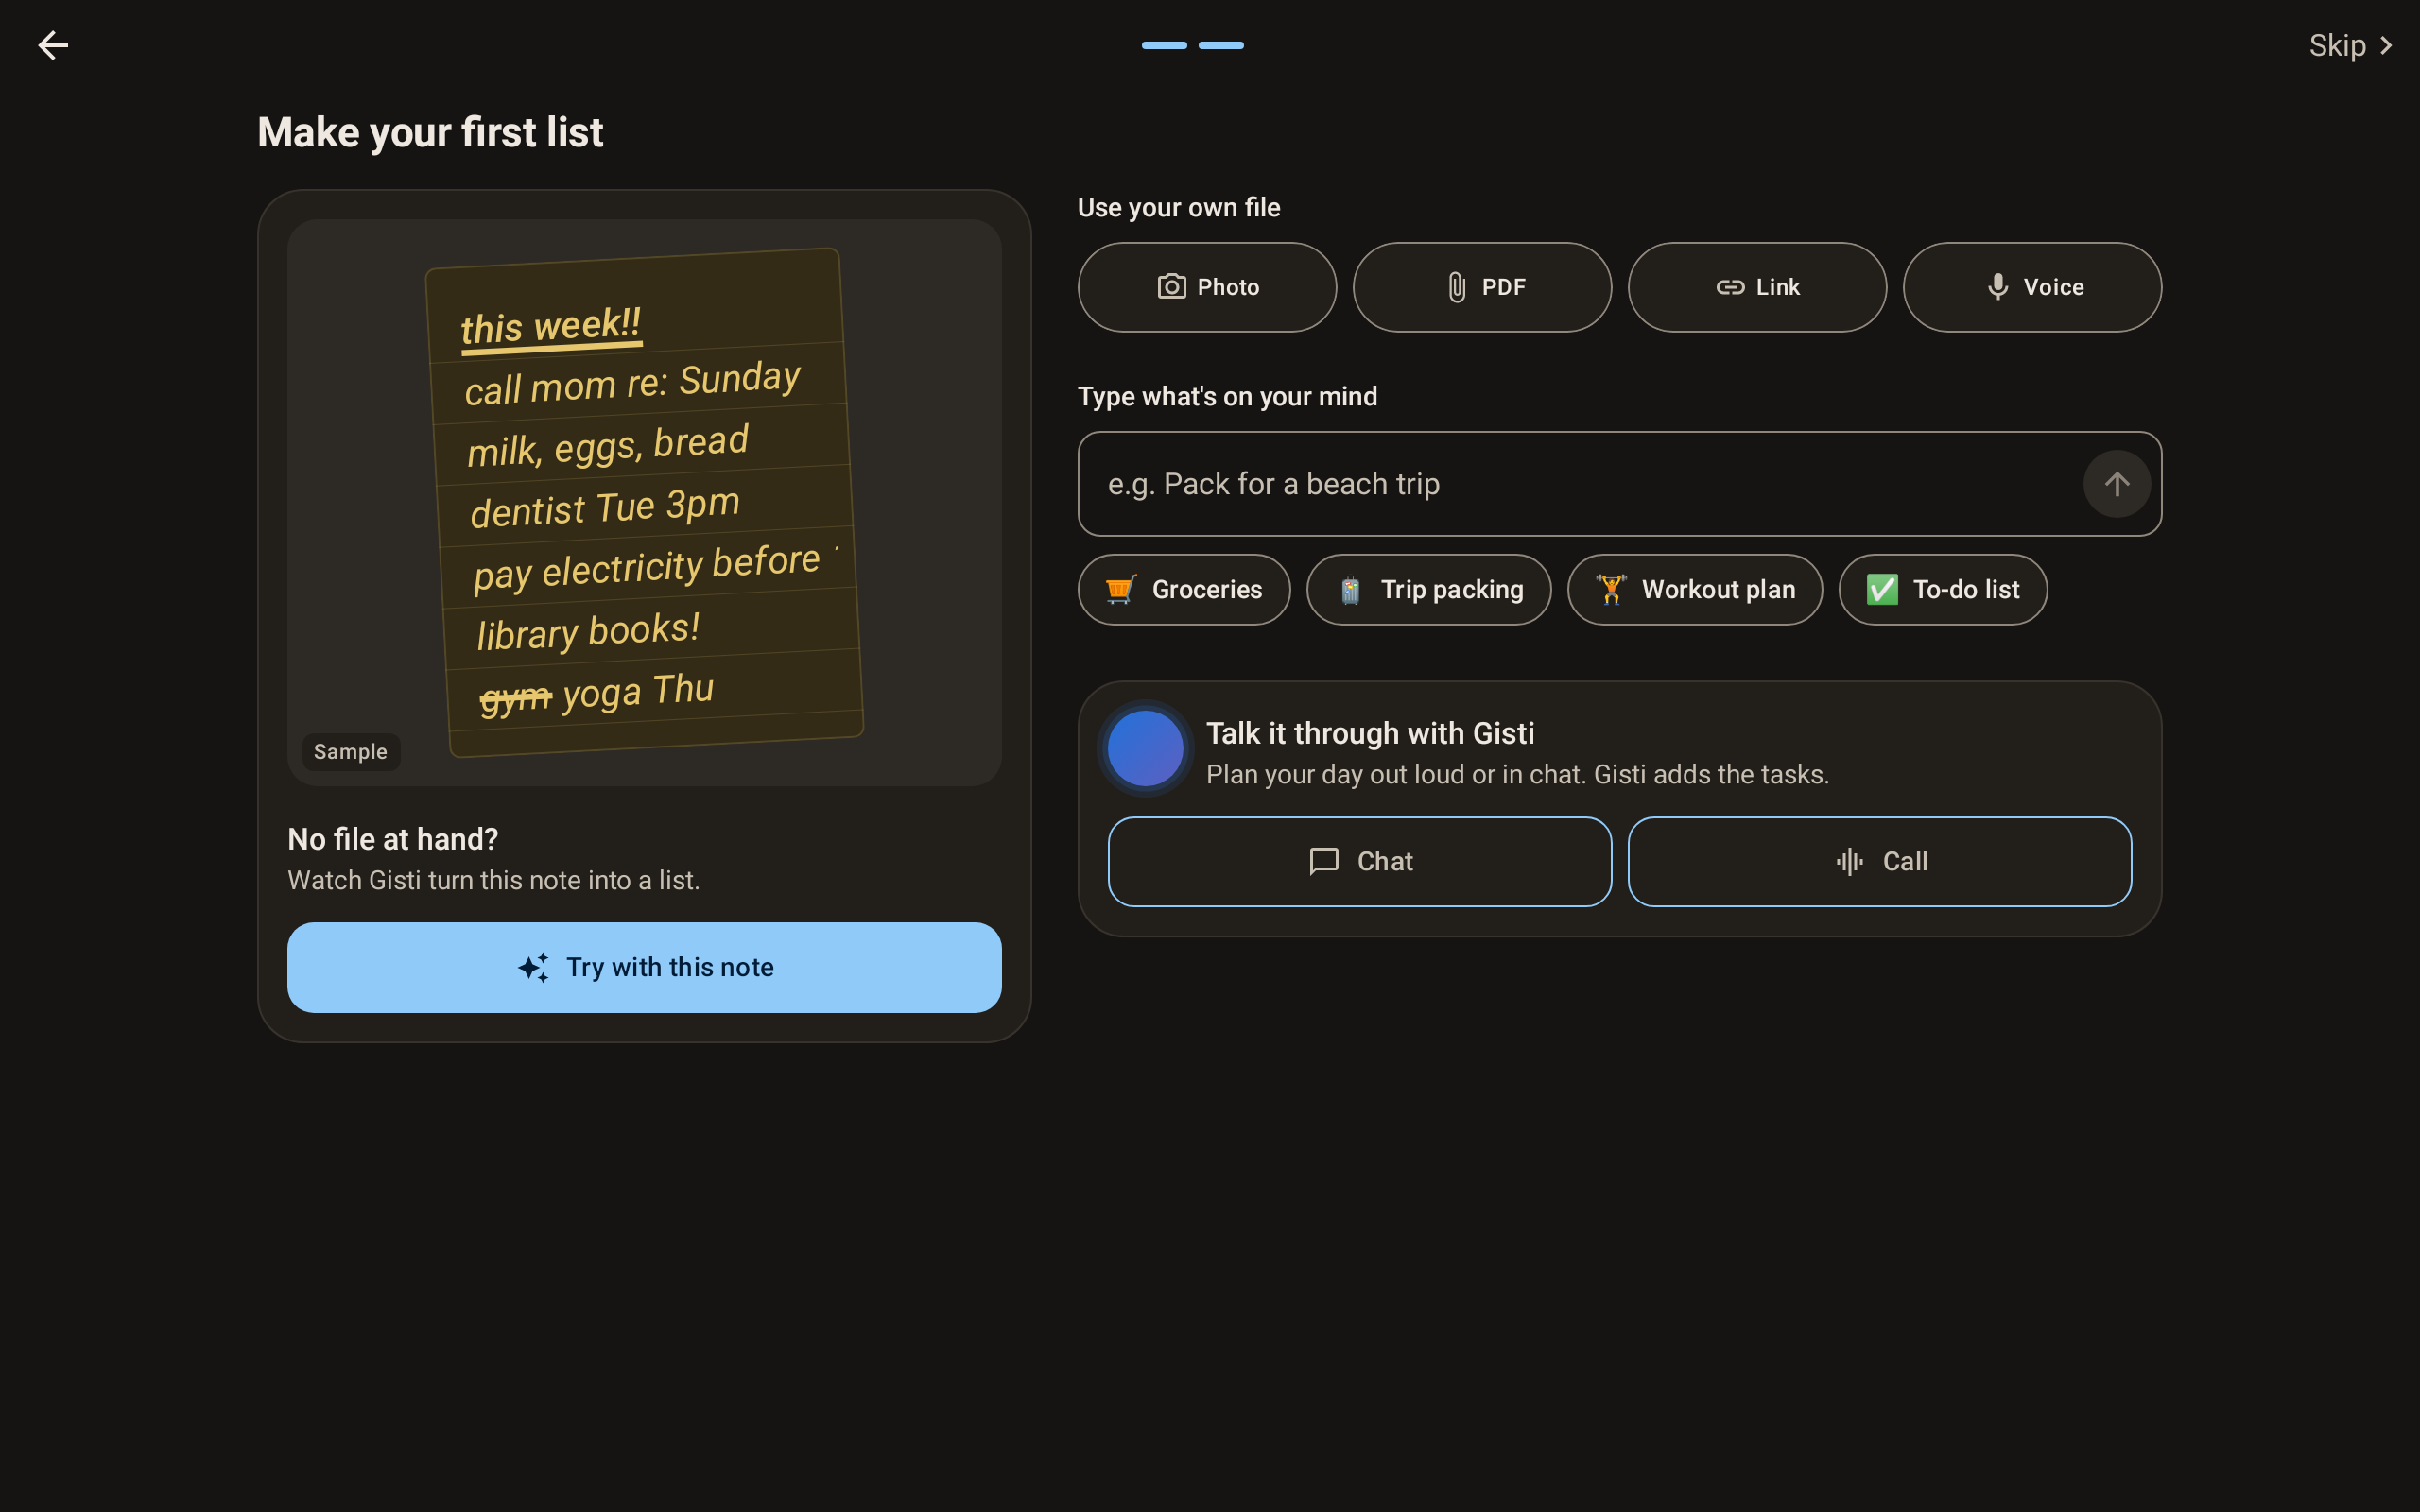 Skip
Make your first list
this week!!
call mom re: Sunday
milk, eggs, bread
dentist Tue 3pm
pay electricity before
library books!
gym yoga Thu
Sample
No file at hand?
Watch Gisti turn this note into a list.
Try with this note
Use your own file
Photo
PDF
Link
Voice
Type what's on your mind
e.g. Pack for a beach trip
Groceries
Trip packing
Workout plan
To-do list
Talk it through with Gisti
Plan your day out loud or in chat. Gisti adds the tasks.
Chat
Call